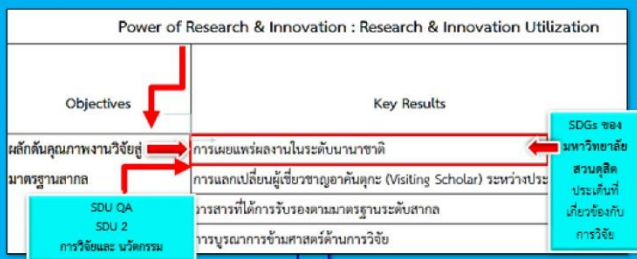 Power of Research & Innovation : Research & Innovation Utilization
Objectives
Key Results
ผลักดันคุณภาพงานวิจัยสู่
มาตรฐานสากล
การเผยแพร่ผลงานในระดับนานาชาติ
การแลกเปลี่ยนผู้เชี่ยวชาญอาคันตุกะ (Visiting Scholar) ระหว่างประ
วารสารที่ได้การรับรองตามมาตรฐานระดับสากล
การบูรณาการข้ามศาสตร์ด้านการวิจัย
SDU QA
SDU 2
การวิจัยและ นวัตกรรม
SDGs ของ
มหาวิทยาลัย
สวนดุสิต
ประเด็นที่
เกี่ยวข้องกับ
การวิจัย